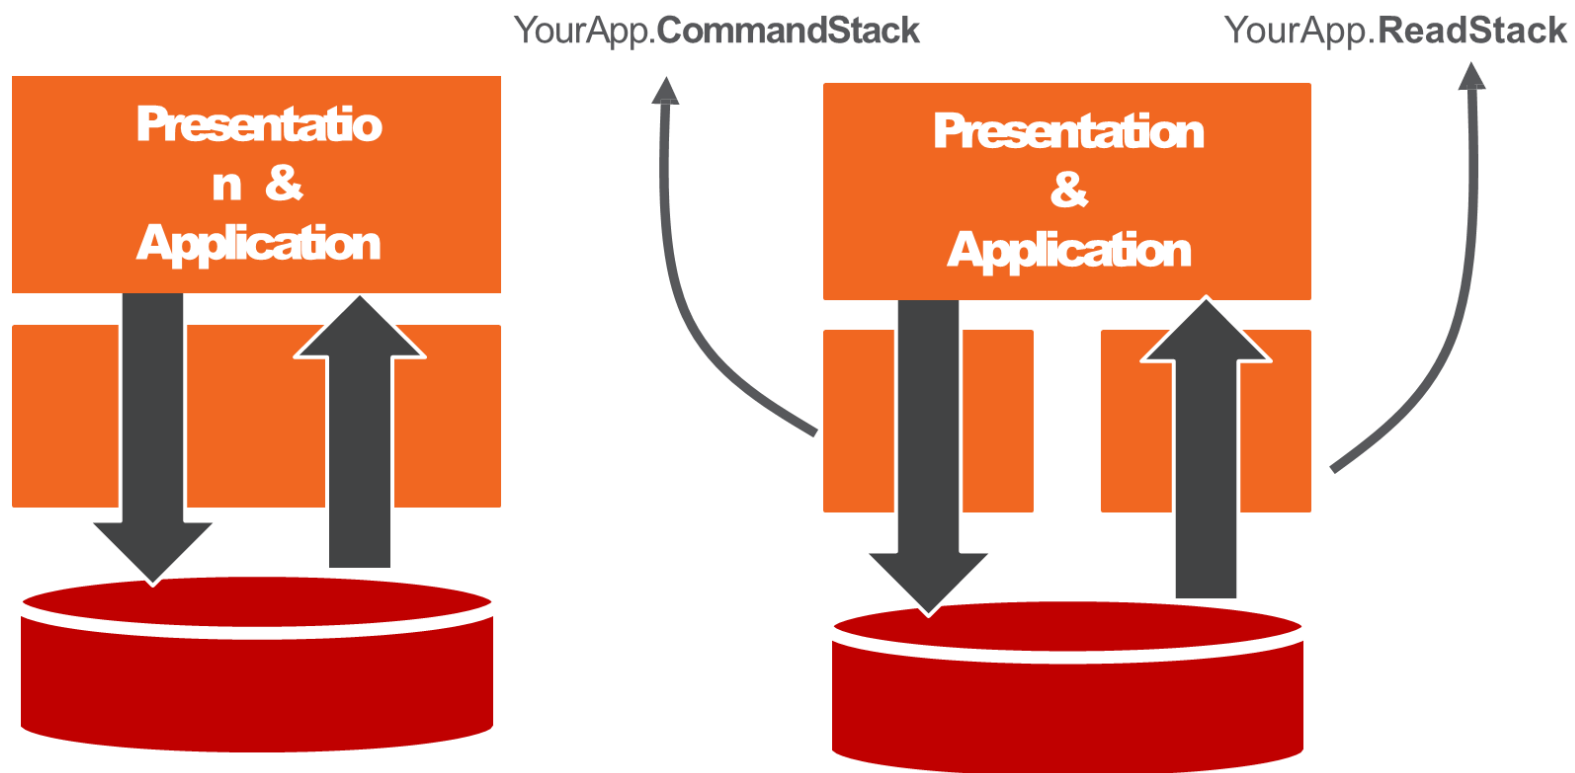 YourApp.CommandStack
YourApp.ReadStack
Presentatio
n &
Application
Presentation
&
Application